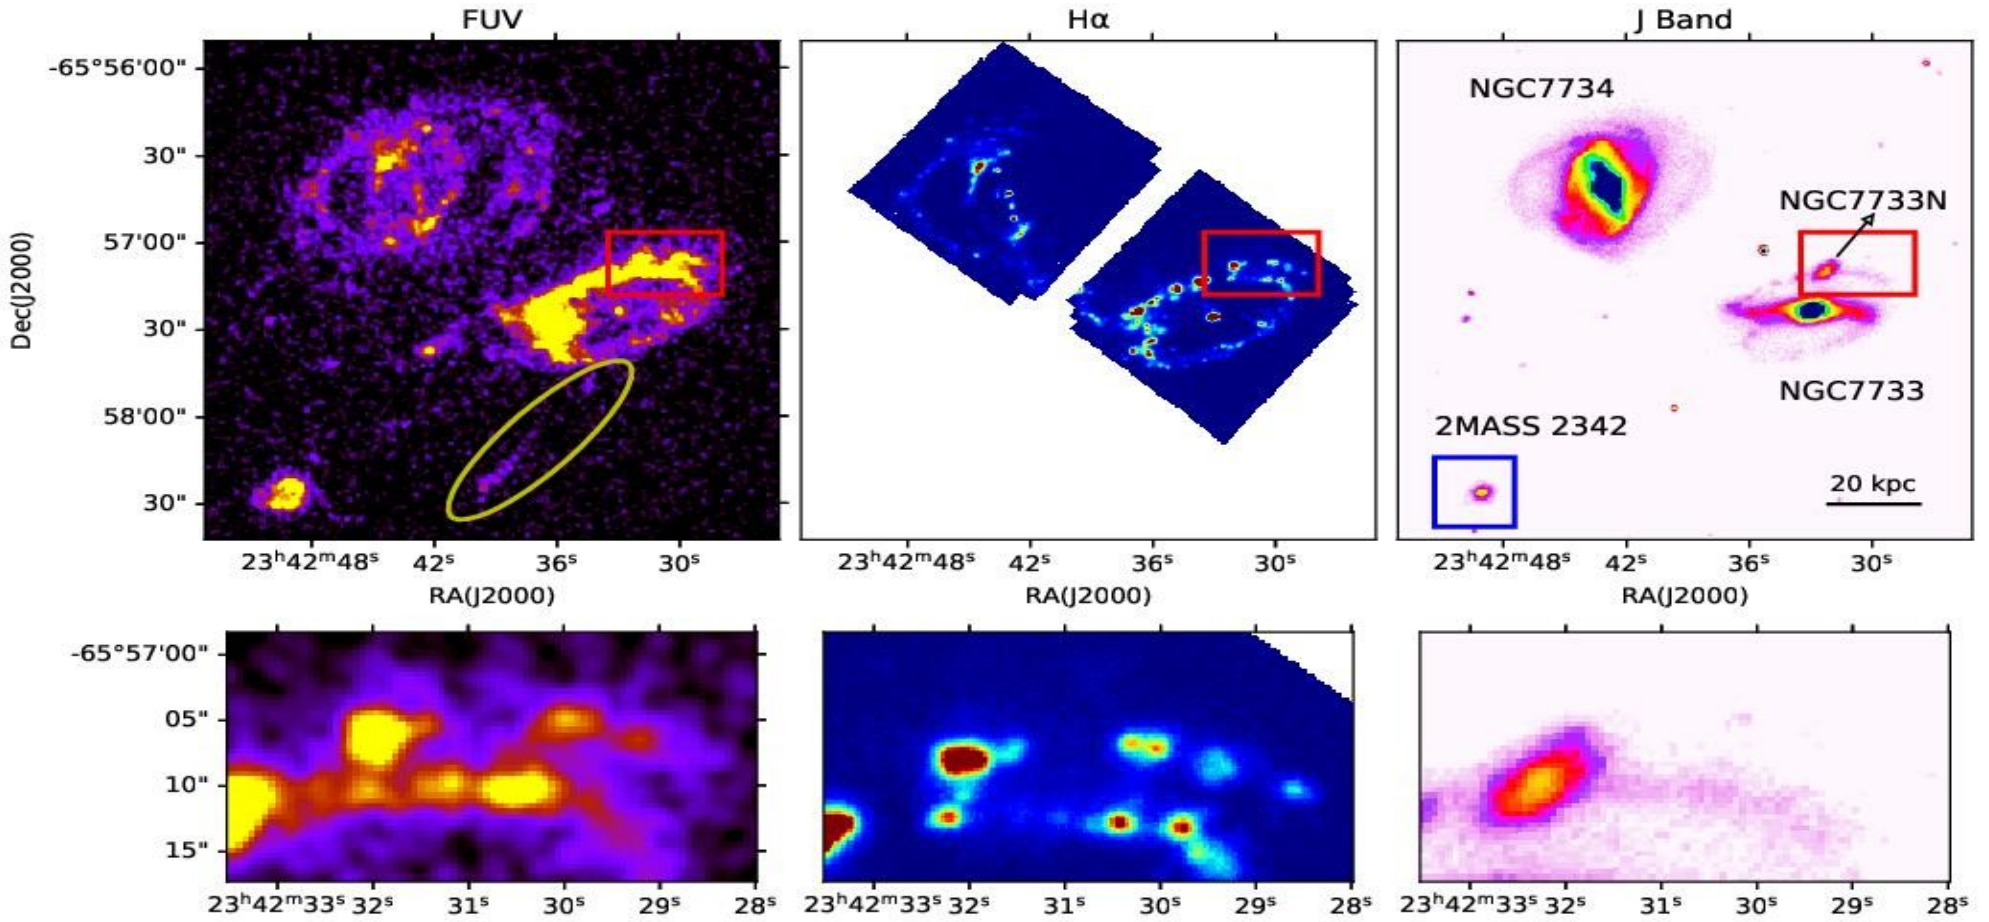 FUV
Hα
J Band
-65°56'00"
30"
57'00"
30"
58'00"
30"
Dec(J2000)
NGC7734
NGC7733N
NGC7733
2MASS 2342
20 kpc
23ʰ42ᵐ48ˢ 42ˢ 36ˢ 30ˢ
23ʰ42ᵐ48ˢ 42ˢ 36ˢ 30ˢ
23ʰ42ᵐ48ˢ 42ˢ 36ˢ 30ˢ
RA(J2000)
RA(J2000)
RA(J2000)
-65°57'00"
05"
10"
15"
23ʰ42ᵐ33ˢ 32ˢ 31ˢ 30ˢ 29ˢ 28ˢ
23ʰ42ᵐ33ˢ 32ˢ 31ˢ 30ˢ 29ˢ 28ˢ
23ʰ42ᵐ33ˢ 32ˢ 31ˢ 30ˢ 29ˢ 28ˢ